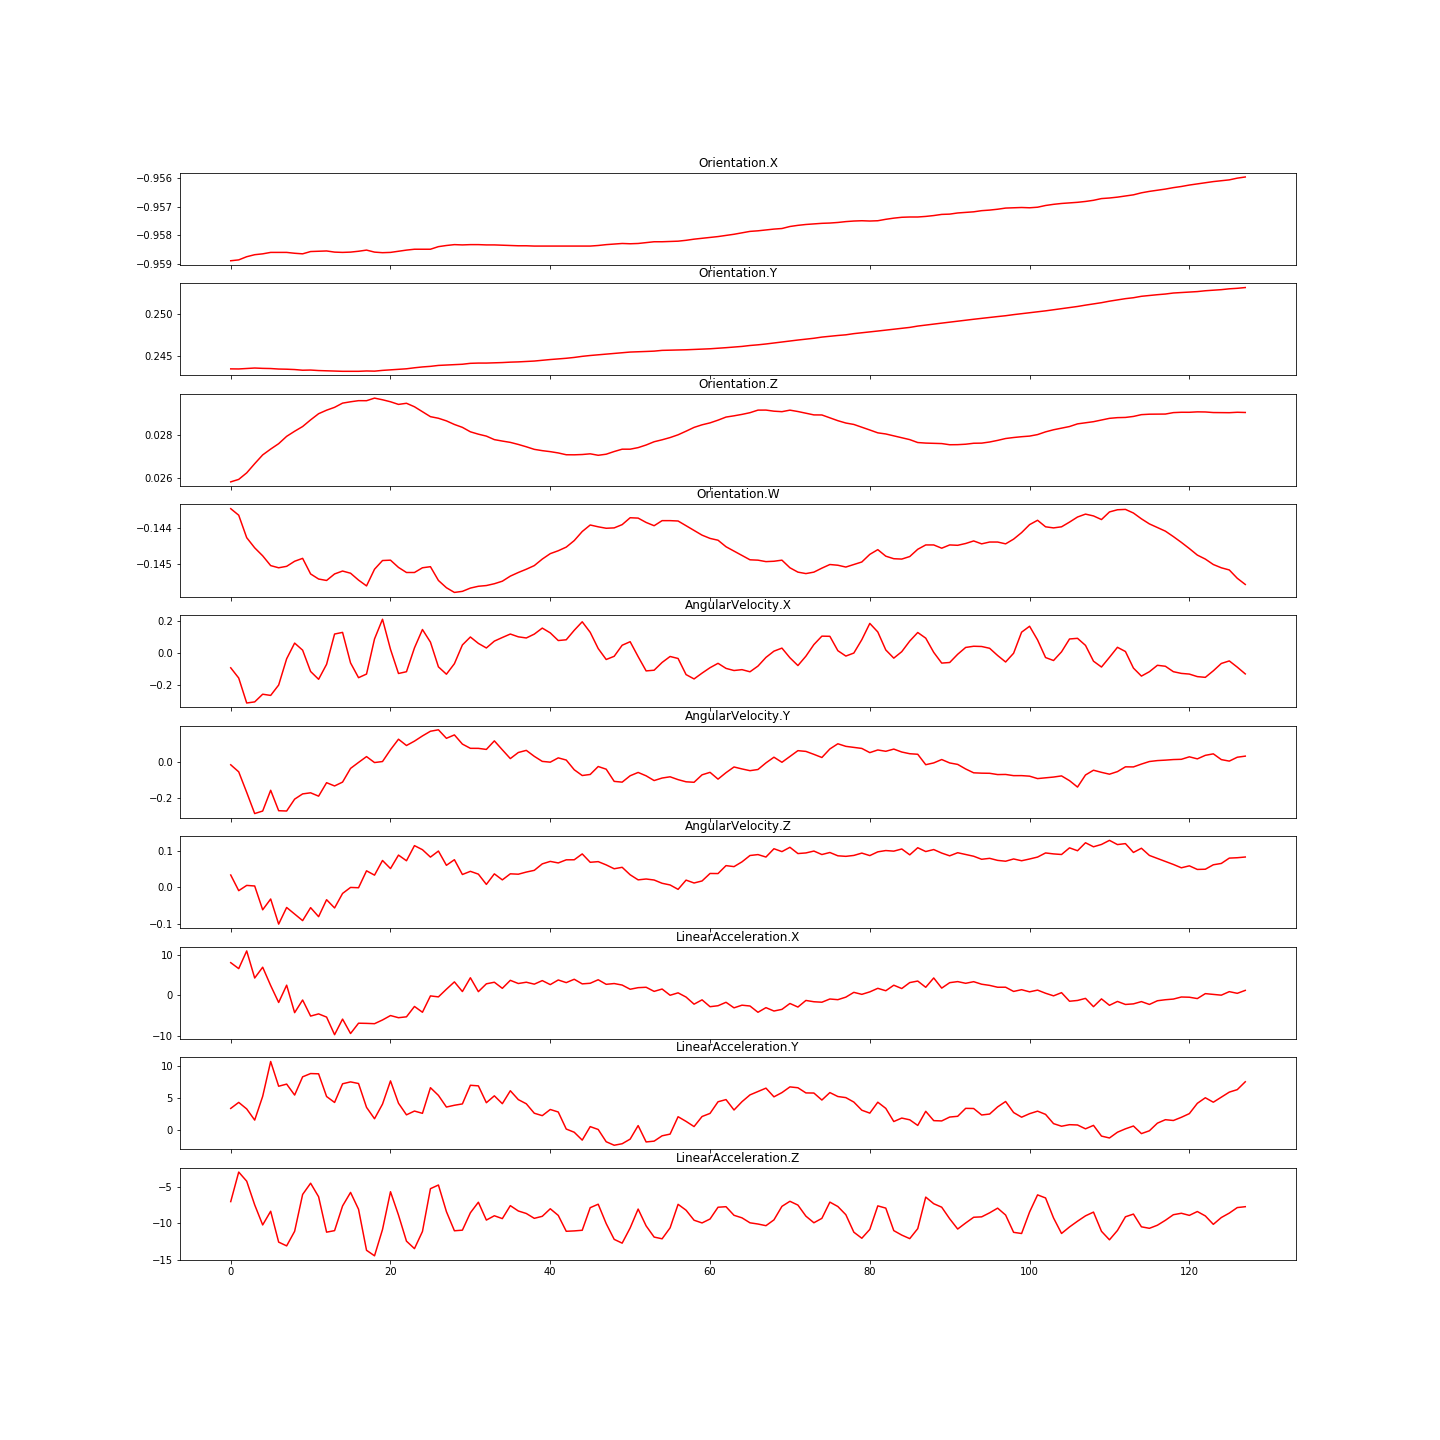 Orientation.X
−0.956
−0.957
−0.958
−0.959
Orientation.Y
0.250
0.245
Orientation.Z
0.028
0.026
Orientation.W
−0.144
−0.145
AngularVelocity.X
0.2
0.0
−0.2
AngularVelocity.Y
0.0
−0.2
AngularVelocity.Z
0.1
0.0
−0.1
LinearAcceleration.X
10
0
−10
LinearAcceleration.Y
10
5
0
LinearAcceleration.Z
−5
−10
−15
0 20 40 60 80 100 120